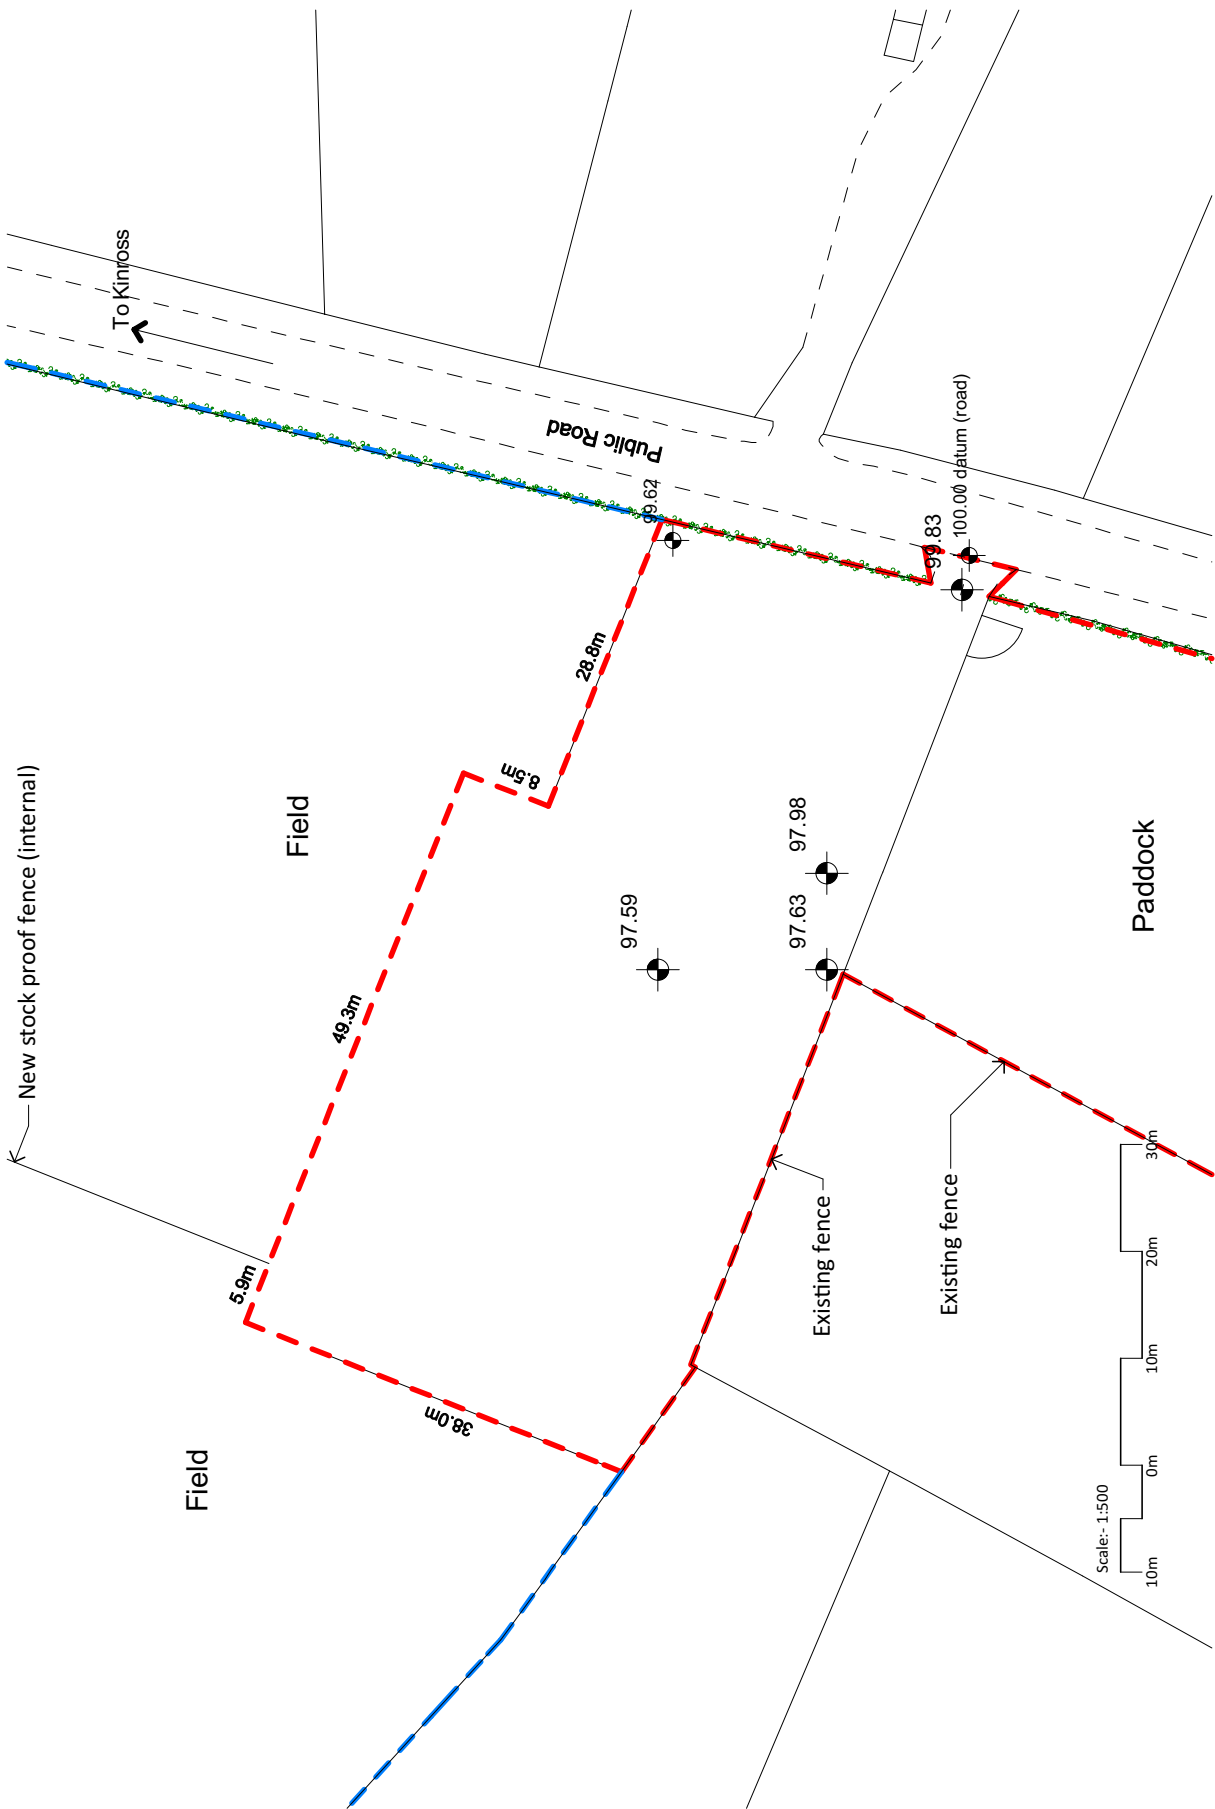 To Kinross
Public Road
99.62
100.00 datum (road)
99.83
28.8m
8.5m
New stock proof fence (internal)
Field
49.3m
97.98
97.59
97.63
Paddock
5.9m
38.0m
Field
Existing fence
Existing fence
Scale:- 1:500
10m
0m
10m
20m
30m